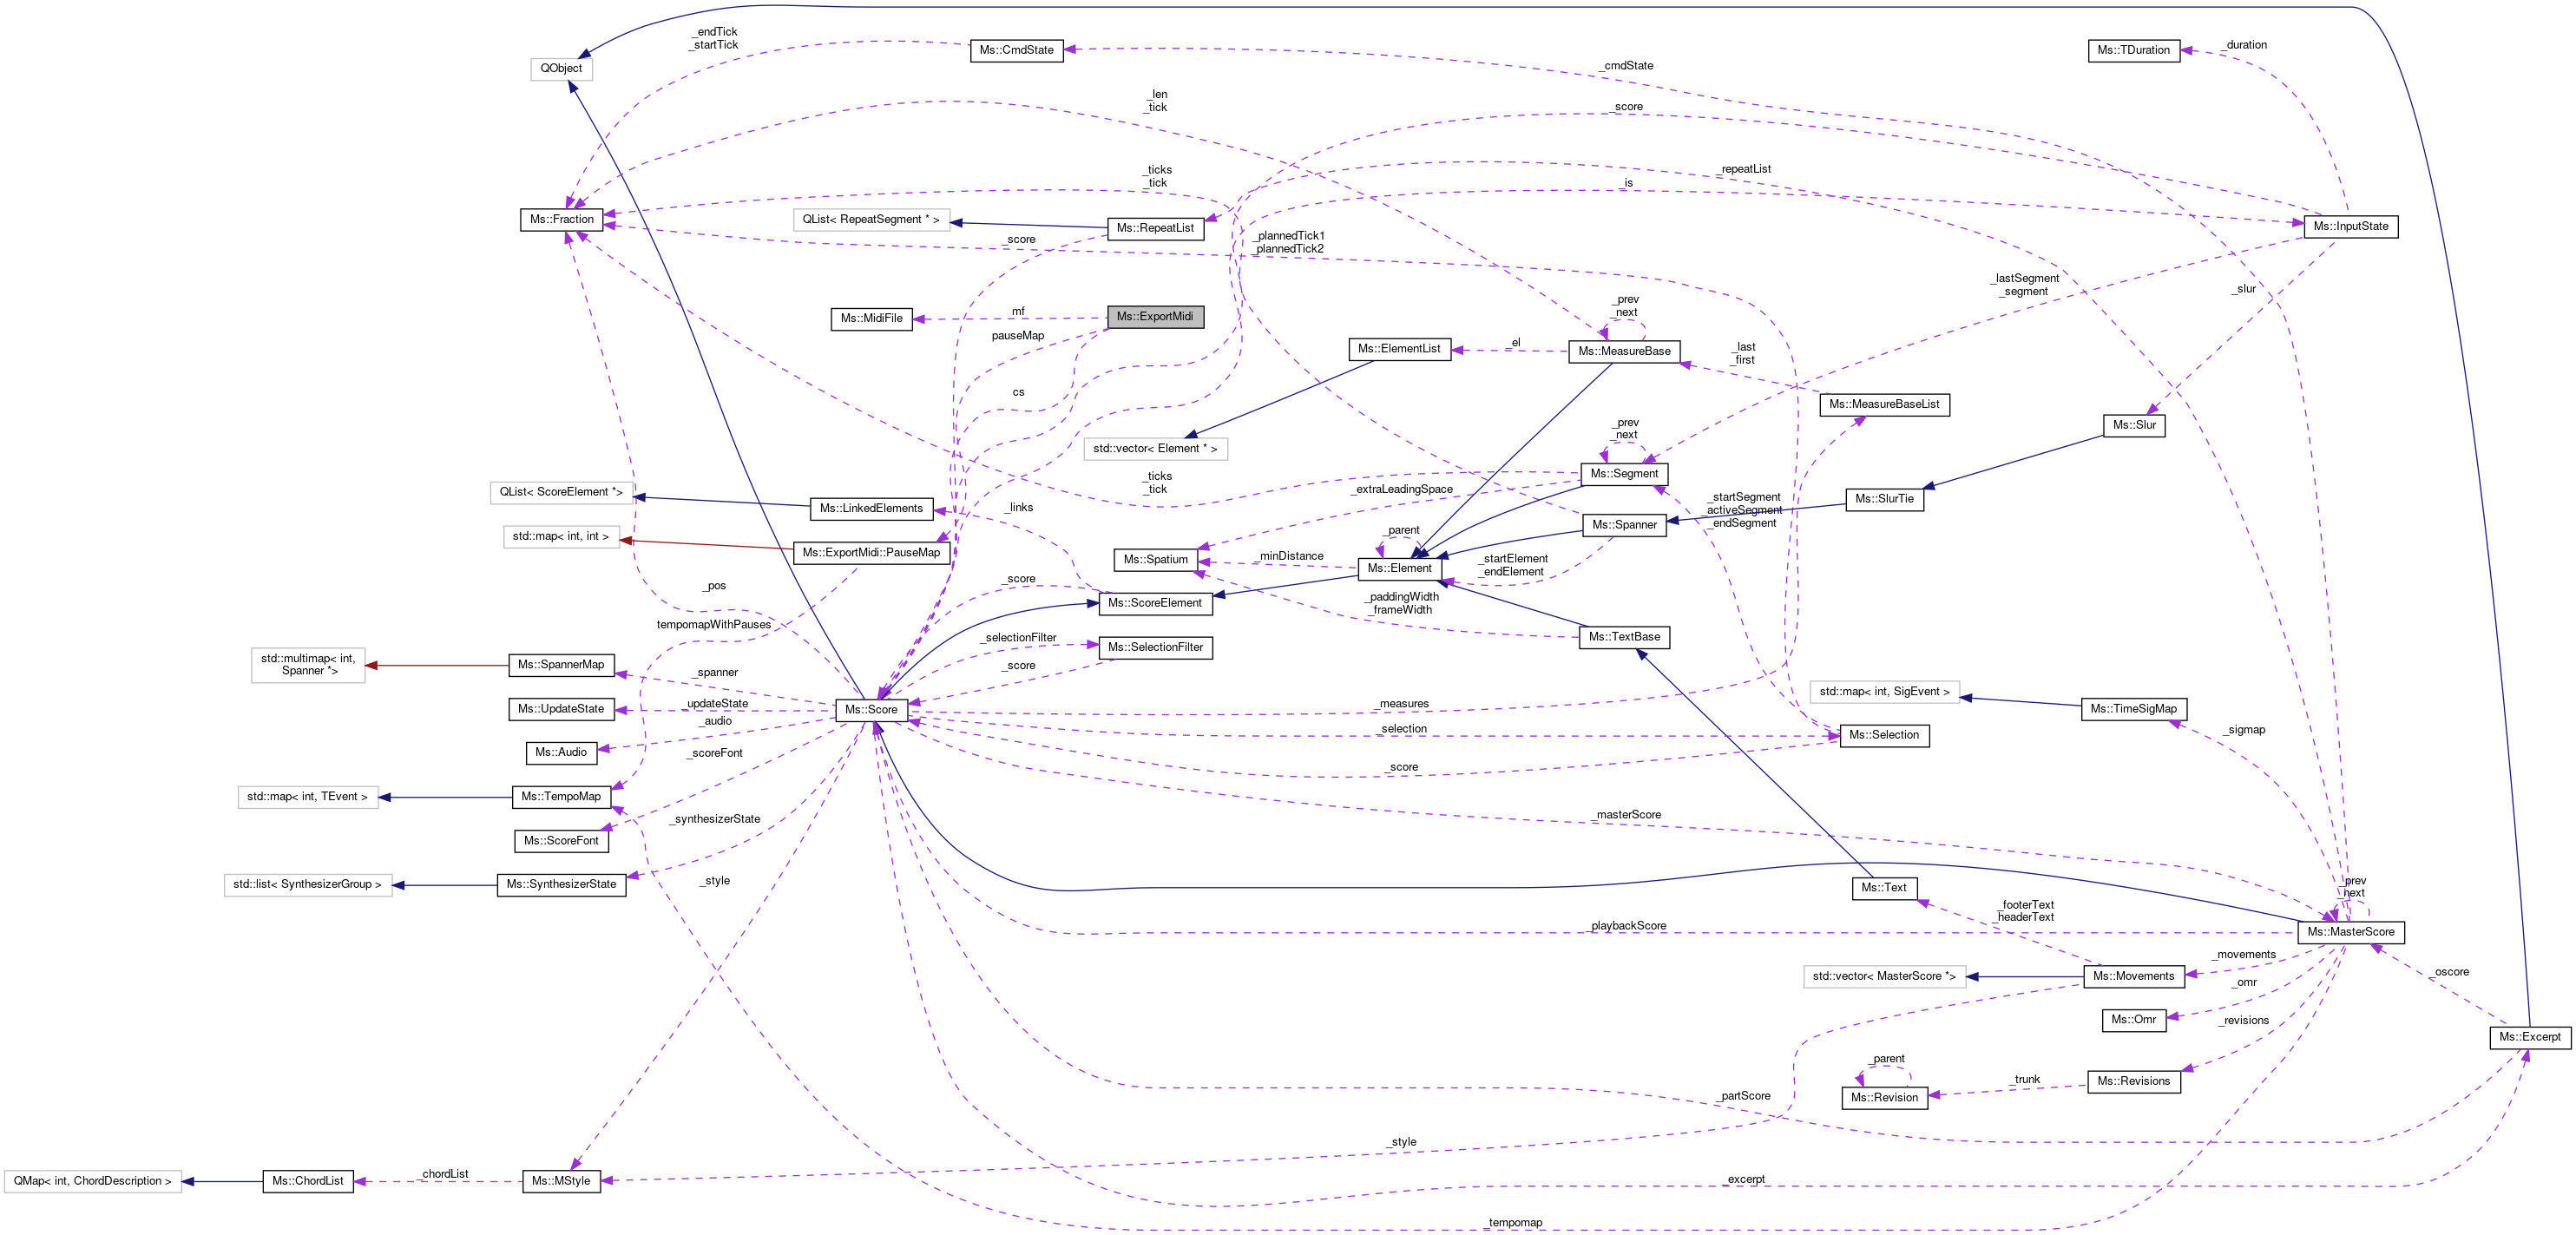 _endTick
_startTick
Ms::CmdState
Ms::TDuration
_duration
QObject
_cmdState
_len
_tick
_score
_ticks
_tick
_repeatList
_is
Ms::Fraction
QList< RepeatSegment * >
Ms::RepeatList
Ms::InputState
_score
_plannedTick1
_plannedTick2
_lastSegment
_segment
_slur
Ms::MidiFile
mf
Ms::ExportMidi
_prev
_next
pauseMap
Ms::ElementList
_el
Ms::MeasureBase
_last
_first
cs
Ms::MeasureBaseList
Ms::Slur
std::vector< Element * >
_prev
_next
Ms::Segment
_ticks
_tick
_extraLeadingSpace
QList< ScoreElement *>
Ms::LinkedElements
_links
_startSegment
_activeSegment
_endSegment
Ms::SlurTie
Ms::Spanner
std::map< int, int >
Ms::ExportMidi::PauseMap
_parent
Ms::Spatium
_minDistance
Ms::Element
_startElement
_endElement
_pos
_score
Ms::ScoreElement
_paddingWidth
_frameWidth
tempomapWithPauses
_selectionFilter
Ms::SelectionFilter
Ms::TextBase
std::multimap< int,
Spanner *>
Ms::SpannerMap
_spanner
_score
std::map< int, SigEvent >
Ms::TimeSigMap
Ms::UpdateState
_updateState
_audio
Ms::Score
_measures
_selection
Ms::Selection
_sigmap
Ms::Audio
_scoreFont
_score
std::map< int, TEvent >
Ms::TempoMap
Ms::ScoreFont
_synthesizerState
_masterScore
std::list< SynthesizerGroup >
Ms::SynthesizerState
_style
Ms::Text
_prev
_next
_footerText
_headerText
_playbackScore
Ms::MasterScore
_movements
std::vector< MasterScore *>
Ms::Movements
_oscore
_omr
Ms::Omr
_revisions
Ms::Excerpt
_parent
_trunk
Ms::Revisions
Ms::Revision
_partScore
_style
QMap< int, ChordDescription >
Ms::ChordList
_chordList
Ms::MStyle
_excerpt
_tempomap